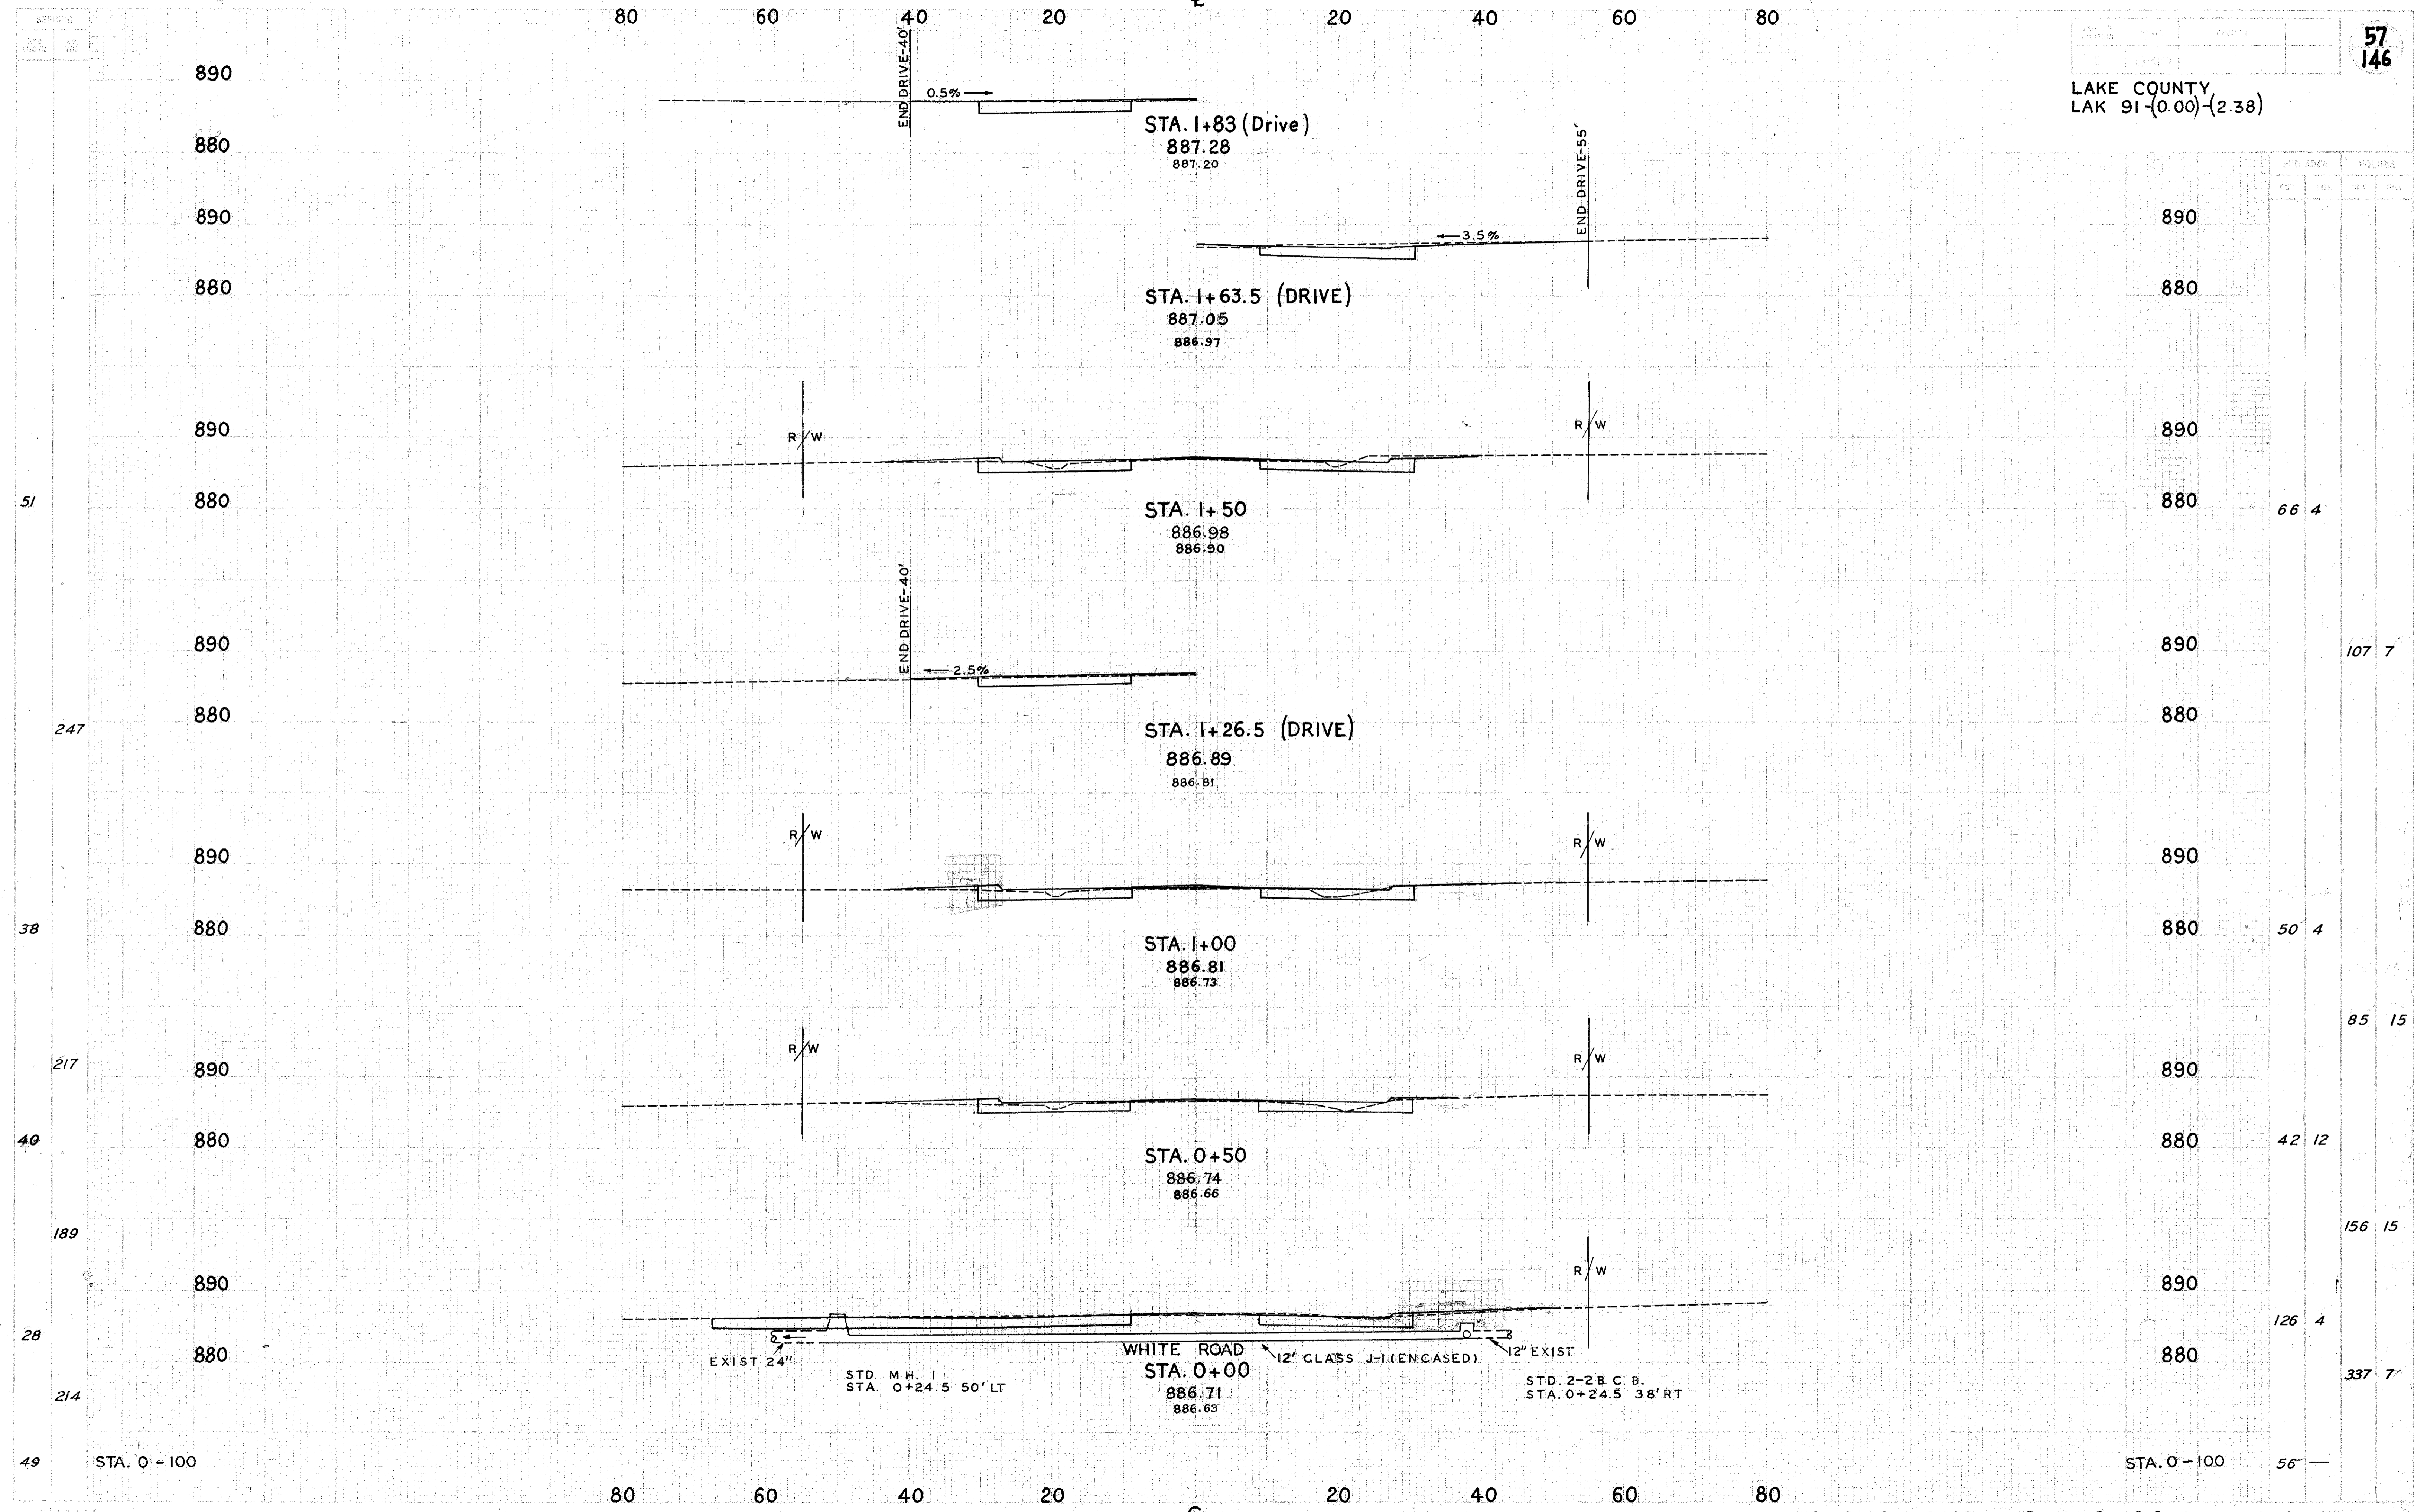 80 60 40 20 ℄ 20 40 60 80
57
146
LAKE COUNTY
LAK 91-(0.00)-(2.38)
END DRIVE-40'
890
0.5%
880
STA. 1+83 (Drive)
887.28
887.20
END DRIVE-55'
890 890
3.5%
880 880
STA. 1+63.5 (DRIVE)
887.05
886.97
890 890
R/W R/W
51 880 880 66 4
STA. 1+50
886.98
886.90
END DRIVE-40'
890 890
107 7
2.5%
247 880 880
STA. 1+26.5 (DRIVE)
886.89
886.81
R/W R/W
890 890
38 880 880 50 4
STA. 1+00
886.81
886.73
85 15
R/W R/W
217 890 890
40 880 880 42 12
STA. 0+50
886.74
886.66
189 156 15
R/W
890 890
28 126 4
880 880
EXIST 24"
WHITE ROAD
12" CLASS J-1 (ENCASED)
12" EXIST
STA. 0+00
886.71
886.63
STD. M H. 1
STA. 0+24.5 50' LT
STD. 2-2B C.B.
STA. 0+24.5 38' RT
337 7
214
49 STA. 0-100 STA. 0-100 56 —
80 60 40 20 20 40 60 80